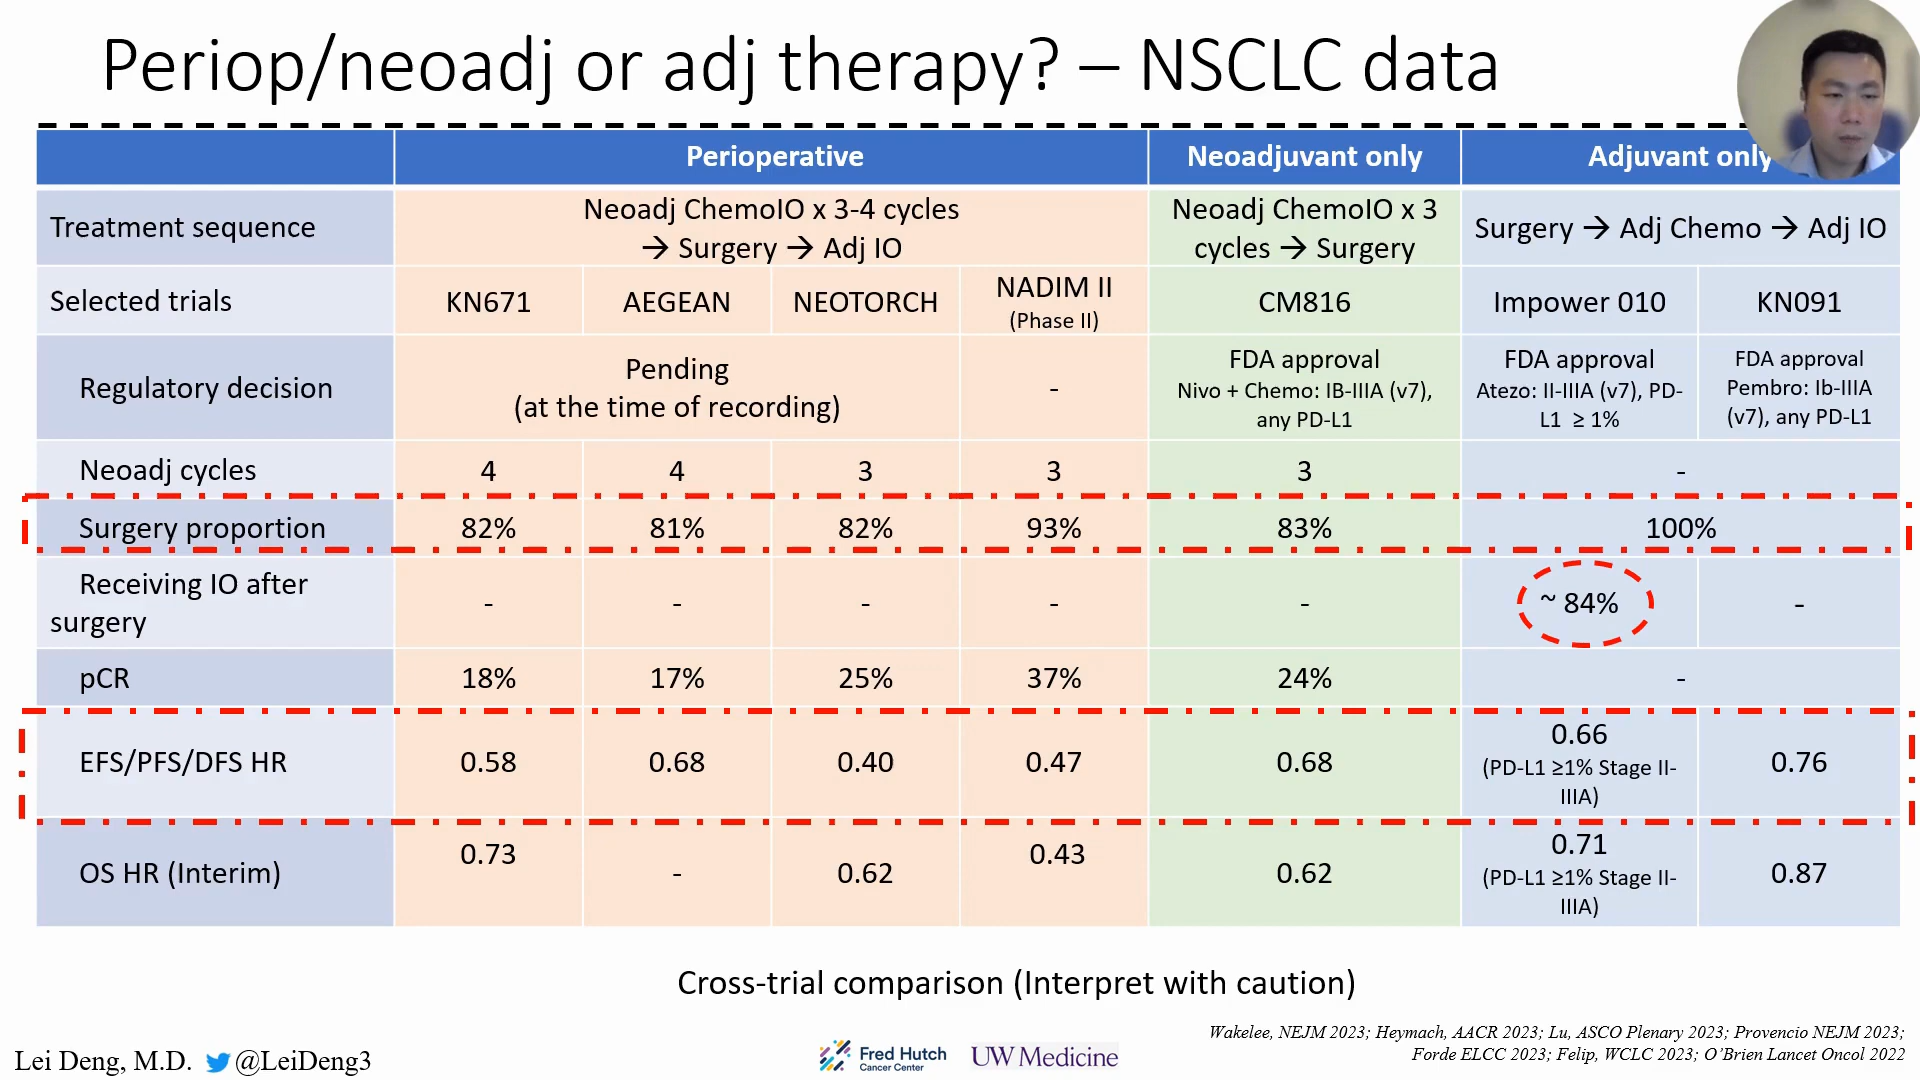 Periop/neoadj or adj therapy? – NSCLC data
Perioperative
Neoadjuvant only
Adjuvant only
Treatment sequence
Neoadj ChemoIO x 3-4 cycles
→ Surgery → Adj IO
Neoadj ChemoIO x 3
cycles → Surgery
Surgery → Adj Chemo → Adj IO
Selected trials
KN671
AEGEAN
NEOTORCH
NADIM II
(Phase II)
CM816
Impower 010
KN091
Regulatory decision
Pending
(at the time of recording)
-
FDA approval
Nivo + Chemo: IB-IIIA (v7),
any PD-L1
FDA approval
Atezo: II-IIIA (v7), PD-
L1 ≥ 1%
FDA approval
Pembro: Ib-IIIA
(v7), any PD-L1
Neoadj cycles
4
4
3
3
3
-
Surgery proportion
82%
81%
82%
93%
83%
100%
Receiving IO after
surgery
-
-
-
-
-
~ 84%
-
pCR
18%
17%
25%
37%
24%
-
EFS/PFS/DFS HR
0.58
0.68
0.40
0.47
0.68
0.66
(PD-L1 ≥1% Stage II-
IIIA)
0.76
OS HR (Interim)
0.73
-
0.62
0.43
0.62
0.71
(PD-L1 ≥1% Stage II-
IIIA)
0.87
Cross-trial comparison (Interpret with caution)
Wakelee, NEJM 2023; Heymach, AACR 2023; Lu, ASCO Plenary 2023; Provencio NEJM 2023;
Forde ELCC 2023; Felip, WCLC 2023; O’Brien Lancet Oncol 2022
Lei Deng, M.D. @LeiDeng3
Fred Hutch
Cancer Center
UW Medicine